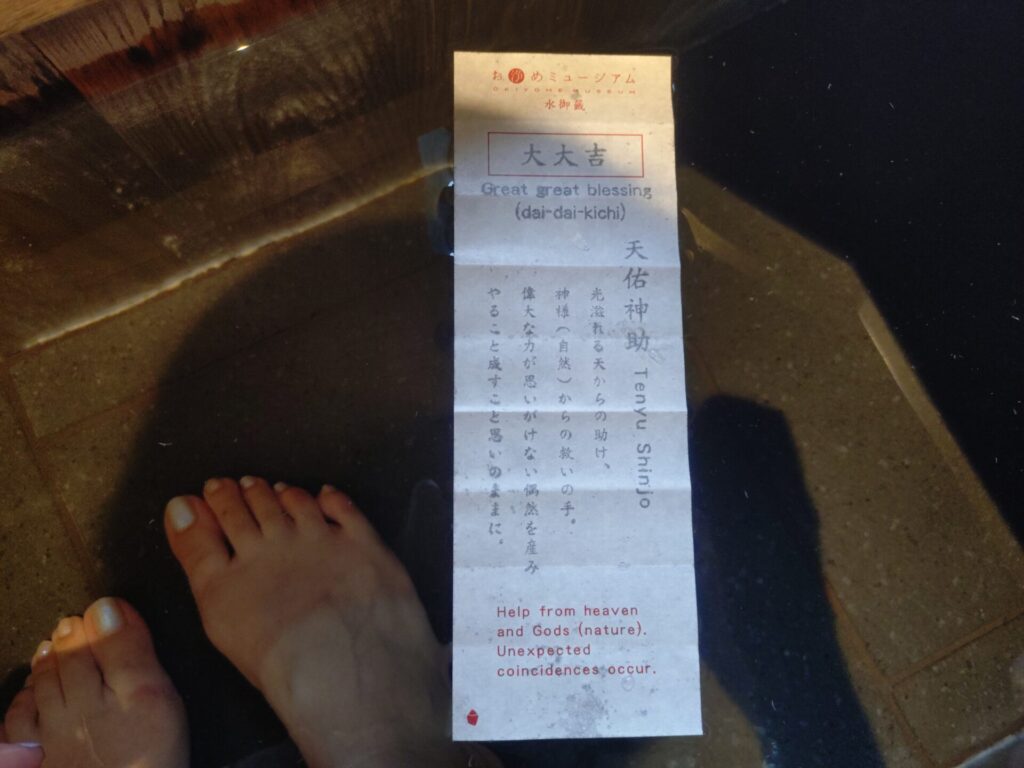 お浄めミュージアム
OKIYOME MUSEUM
水御籤
大大吉
Great great blessing
(dai-dai-kichi)
天佑神助 Tenyu Shinjo
光溢れる天からの助け、
神様(自然)からの救いの手。
偉大な力が思いがけない偶然を産み
やること成すこと思いのままに。
Help from heaven
and Gods (nature).
Unexpected
coincidences occur.